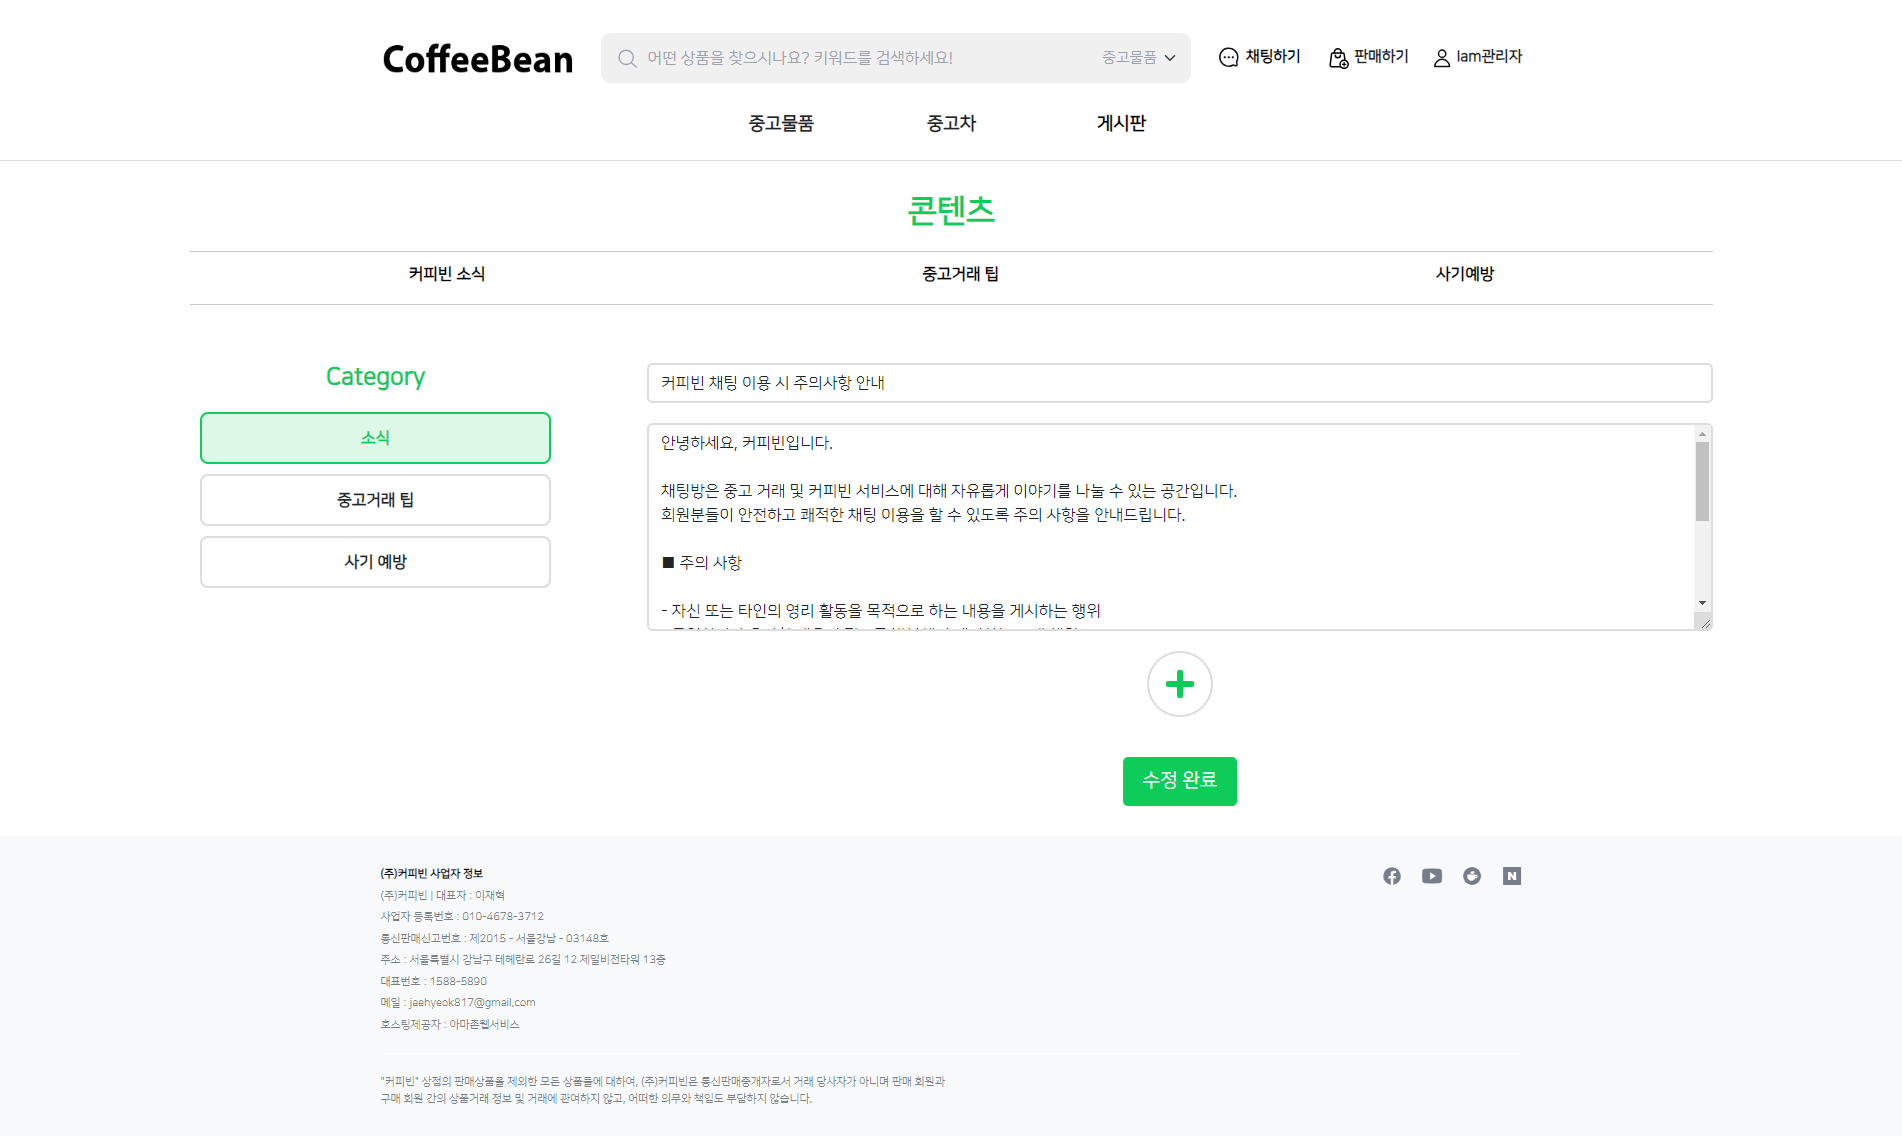 CoffeeBean
어떤 상품을 찾으시나요? 키워드를 검색하세요!
중고물품
채팅하기
판매하기
Iam관리자
중고물품
중고차
게시판
콘텐츠
커피빈 소식
중고거래 팁
사기예방
Category
소식
중고거래 팁
사기 예방
커피빈 채팅 이용 시 주의사항 안내
안녕하세요, 커피빈입니다.
채팅방은 중고 거래 및 커피빈 서비스에 대해 자유롭게 이야기를 나눌 수 있는 공간입니다.
회원분들이 안전하고 쾌적한 채팅 이용을 할 수 있도록 주의 사항을 안내드립니다.
■ 주의 사항
- 자신 또는 타인의 영리 활동을 목적으로 하는 내용을 게시하는 행위
수정 완료
(주)커피빈 사업자 정보
(주)커피빈 | 대표자 : 이재혁
사업자 등록번호 : 010-4678-3712
통신판매신고번호 : 제2015 - 서울강남 - 03148호
주소 : 서울특별시 강남구 테헤란로 26길 12 제일비전타워 13층
대표번호 : 1588-5890
메일 : jaehyeok817@gmail.com
호스팅제공자 : 아마존웹서비스
"커피빈" 상점의 판매상품을 제외한 모든 상품들에 대하여, (주)커피빈은 통신판매중개자로서 거래 당사자가 아니며 판매 회원과
구매 회원 간의 상품거래 정보 및 거래에 관여하지 않고, 어떠한 의무와 책임도 부담하지 않습니다.